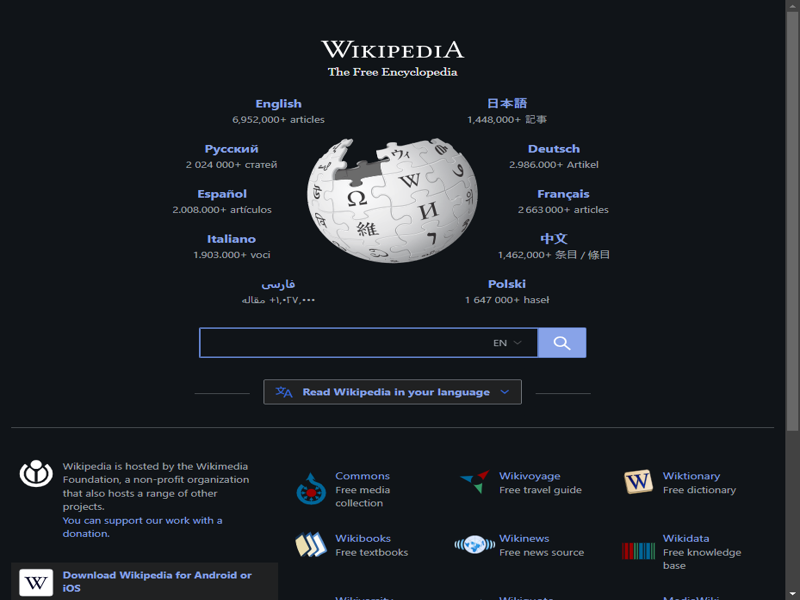 WIKIPEDIA
The Free Encyclopedia
English
6,952,000+ articles
日本語
1,448,000+ 記事
Русский
2 024 000+ статей
Deutsch
2.986.000+ Artikel
Español
2.008.000+ artículos
Français
2 663 000+ articles
Italiano
1.903.000+ voci
中文
1,462,000+ 条目 / 條目
فارسی
۱٬۰۲۷٬۰۰۰+ مقاله
Polski
1 647 000+ haseł
Ω
W
И
維
ウィ
7
EN
Read Wikipedia in your language
Wikipedia is hosted by the Wikimedia
Foundation, a non-profit organization
that also hosts a range of other
projects.
You can support our work with a
donation.
Download Wikipedia for Android or
iOS
W
Commons
Free media
collection
Wikivoyage
Free travel guide
W
Wiktionary
Free dictionary
Wikibooks
Free textbooks
Wikinews
Free news source
Wikidata
Free knowledge
base